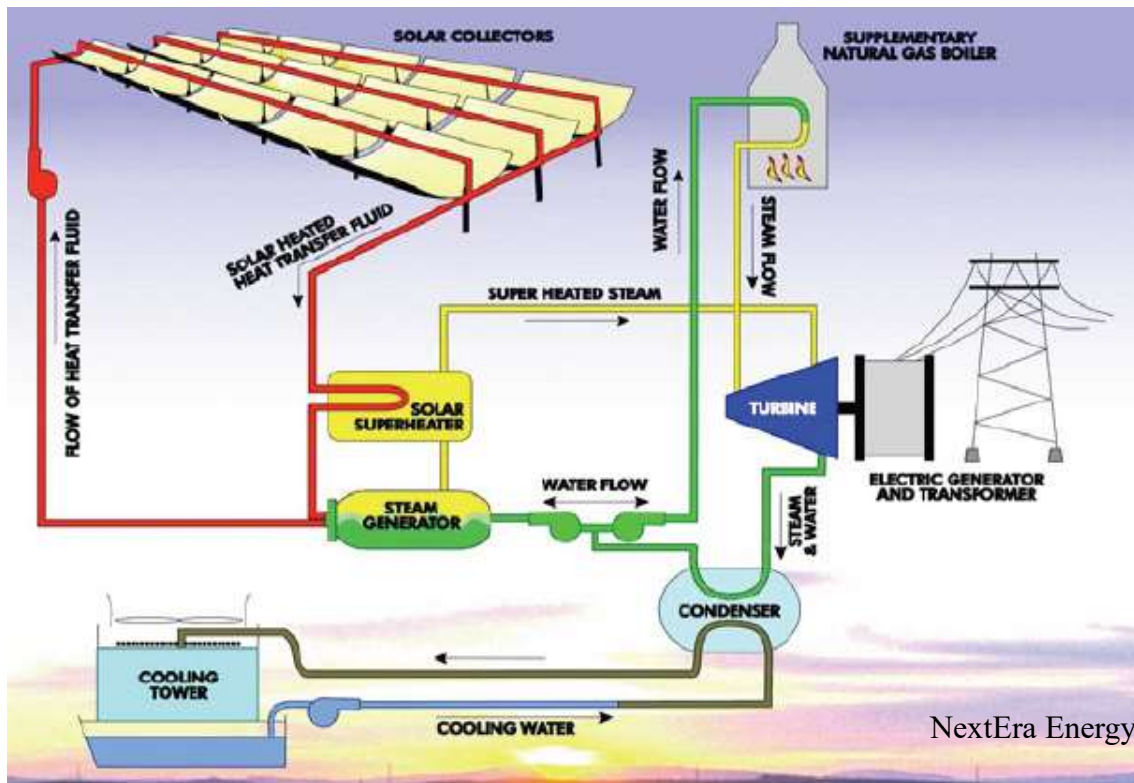 SOLAR COLLECTORS
SUPPLEMENTARY
NATURAL GAS BOILER
FLOW OF HEAT TRANSFER FLUID
SOLAR HEATED
HEAT TRANSFER FLUID
WATER FLOW
STEAM FLOW
SUPER HEATED STEAM
SOLAR
SUPERHEATER
TURBINE
ELECTRIC GENERATOR
AND TRANSFORMER
STEAM
GENERATOR
WATER FLOW
STEAM
& WATER
CONDENSER
COOLING
TOWER
COOLING WATER
NextEra Energy